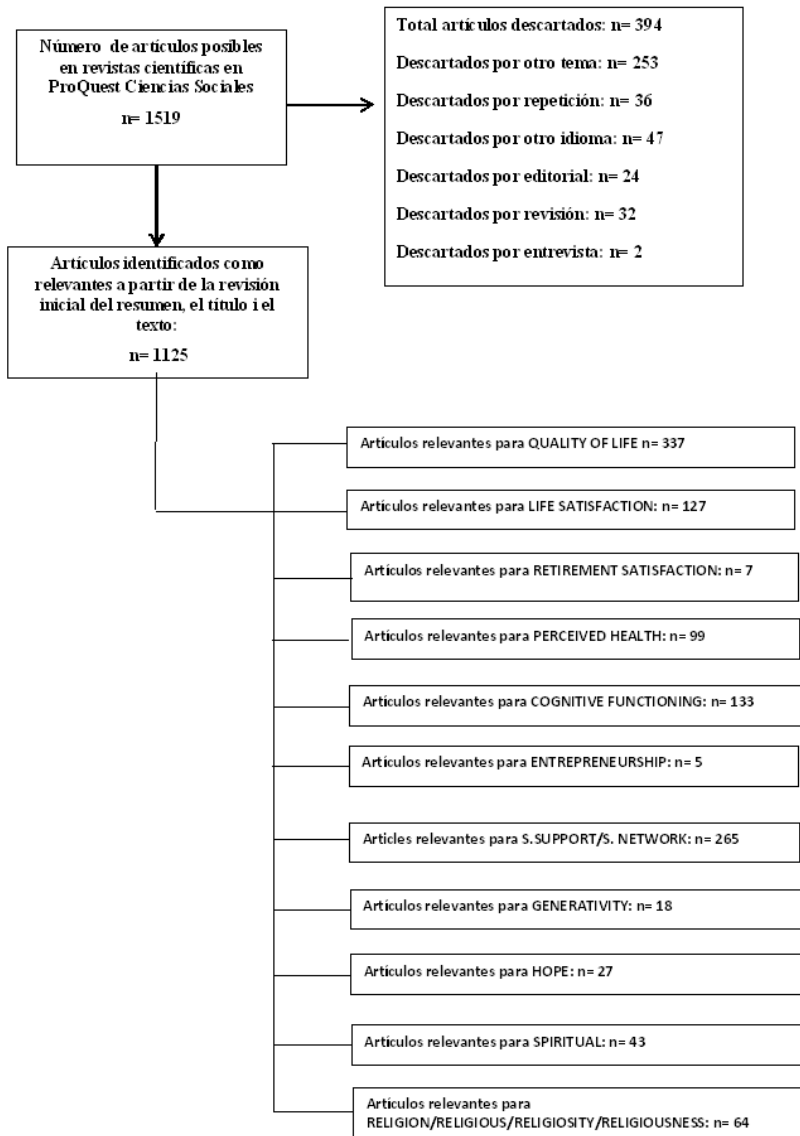 Número de artículos posibles
en revistas científicas en
ProQuest Ciencias Sociales
n= 1519
Total artículos descartados: n= 394
Descartados por otro tema: n= 253
Descartados por repetición: n= 36
Descartados por otro idioma: n= 47
Descartados por editorial: n= 24
Descartados por revisión: n= 32
Descartados por entrevista: n= 2
Artículos identificados como
relevantes a partir de la revisión
inicial del resumen, el título i el
texto:
n= 1125
Artículos relevantes para QUALITY OF LIFE n= 337
Artículos relevantes para LIFE SATISFACTION: n= 127
Artículos relevantes para RETIREMENT SATISFACTION: n= 7
Artículos relevantes para PERCEIVED HEALTH: n= 99
Artículos relevantes para COGNITIVE FUNCTIONING: n= 133
Artículos relevantes para ENTREPRENEURSHIP: n= 5
Articles relevantes para S.SUPPORT/S. NETWORK: n= 265
Artículos relevantes para GENERATIVITY: n= 18
Artículos relevantes para HOPE: n= 27
Artículos relevantes para SPIRITUAL: n= 43
Artículos relevantes para
RELIGION/RELIGIOUS/RELIGIOSITY/RELIGIOUSNESS: n= 64